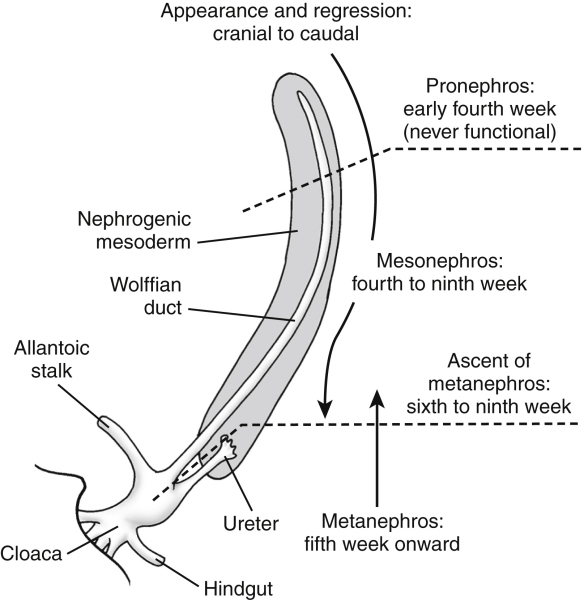 Appearance and regression:
cranial to caudal
Pronephros:
early fourth week
(never functional)
Nephrogenic
mesoderm
Mesonephros:
fourth to ninth week
Wolffian
duct
Allantoic
stalk
Ascent of
metanephros:
sixth to ninth week
Ureter
Metanephros:
fifth week onward
Cloaca
Hindgut